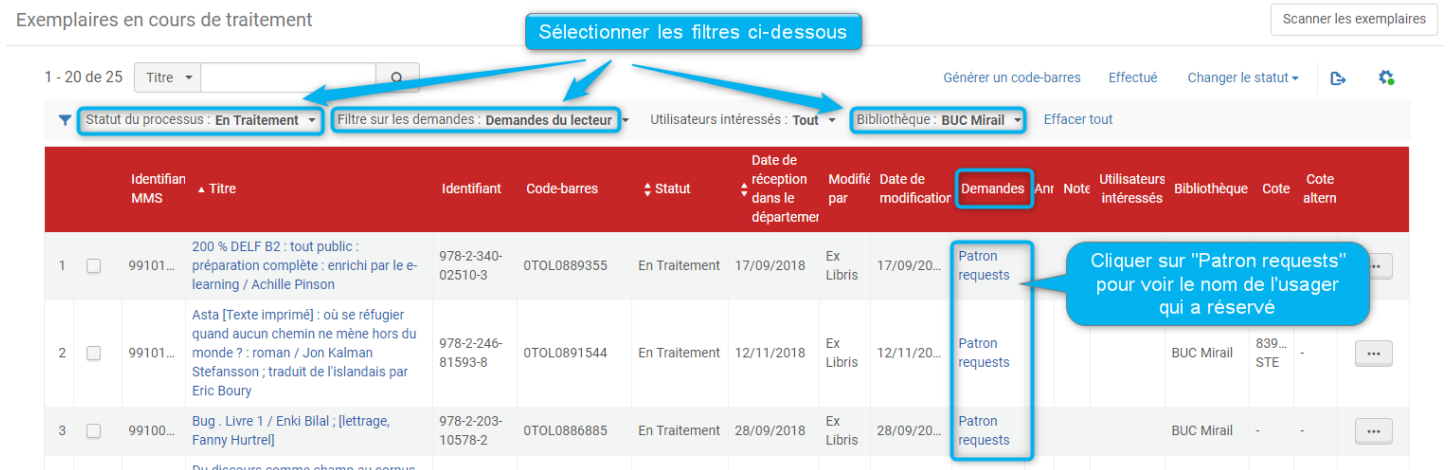 Exemplaires en cours de traitement
Scanner les exemplaires
Sélectionner les filtres ci-dessous
1 - 20 de 25 Titre
Générer un code-barres Effectué Changer le statut
Statut du processus : En Traitement Filtre sur les demandes : Demandes du lecteur Utilisateurs intéressés : Tout Bibliothèque : BUC Mirail Effacer tout
Identifian MMS Titre Identifiant Code-barres Statut Date de réception dans le départemer Modifié par Date de modification Demandes Anr Note Utilisateurs intéressés Bibliothèque Cote Cote altern
1 99101... 200 % DELF B2 : tout public : préparation complète : enrichi par le e-learning / Achille Pinson 978-2-340-02510-3 0TOL0889355 En Traitement 17/09/2018 Ex Libris 17/09/20... Patron requests ...
Cliquer sur "Patron requests"
pour voir le nom de l'usager
qui a réservé
2 99101... Asta [Texte imprimé] : où se réfugier quand aucun chemin ne mène hors du monde ? : roman / Jon Kalman Stefansson ; traduit de l'islandais par Eric Boury 978-2-246-81593-8 0TOL0891544 En Traitement 12/11/2018 Ex Libris 12/11/20... Patron requests BUC Mirail 839... STE - ...
3 99100... Bug . Livre 1 / Enki Bilal ; [lettrage, Fanny Hurtrel] 978-2-203-10578-2 0TOL0886885 En Traitement 28/09/2018 Ex Libris 28/09/20... Patron requests BUC Mirail - - ...
Du discours comme champ au corpus